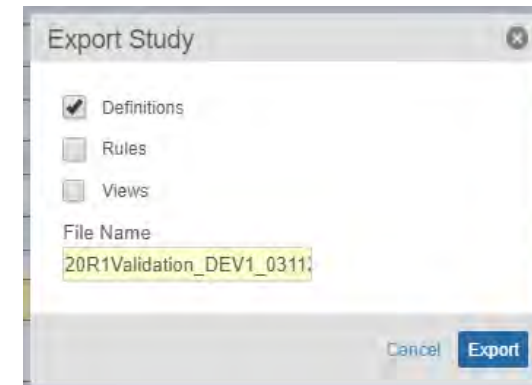 Export Study
Definitions
Rules
Views
File Name
20R1Validation_DEV1_0311
Cancel Export